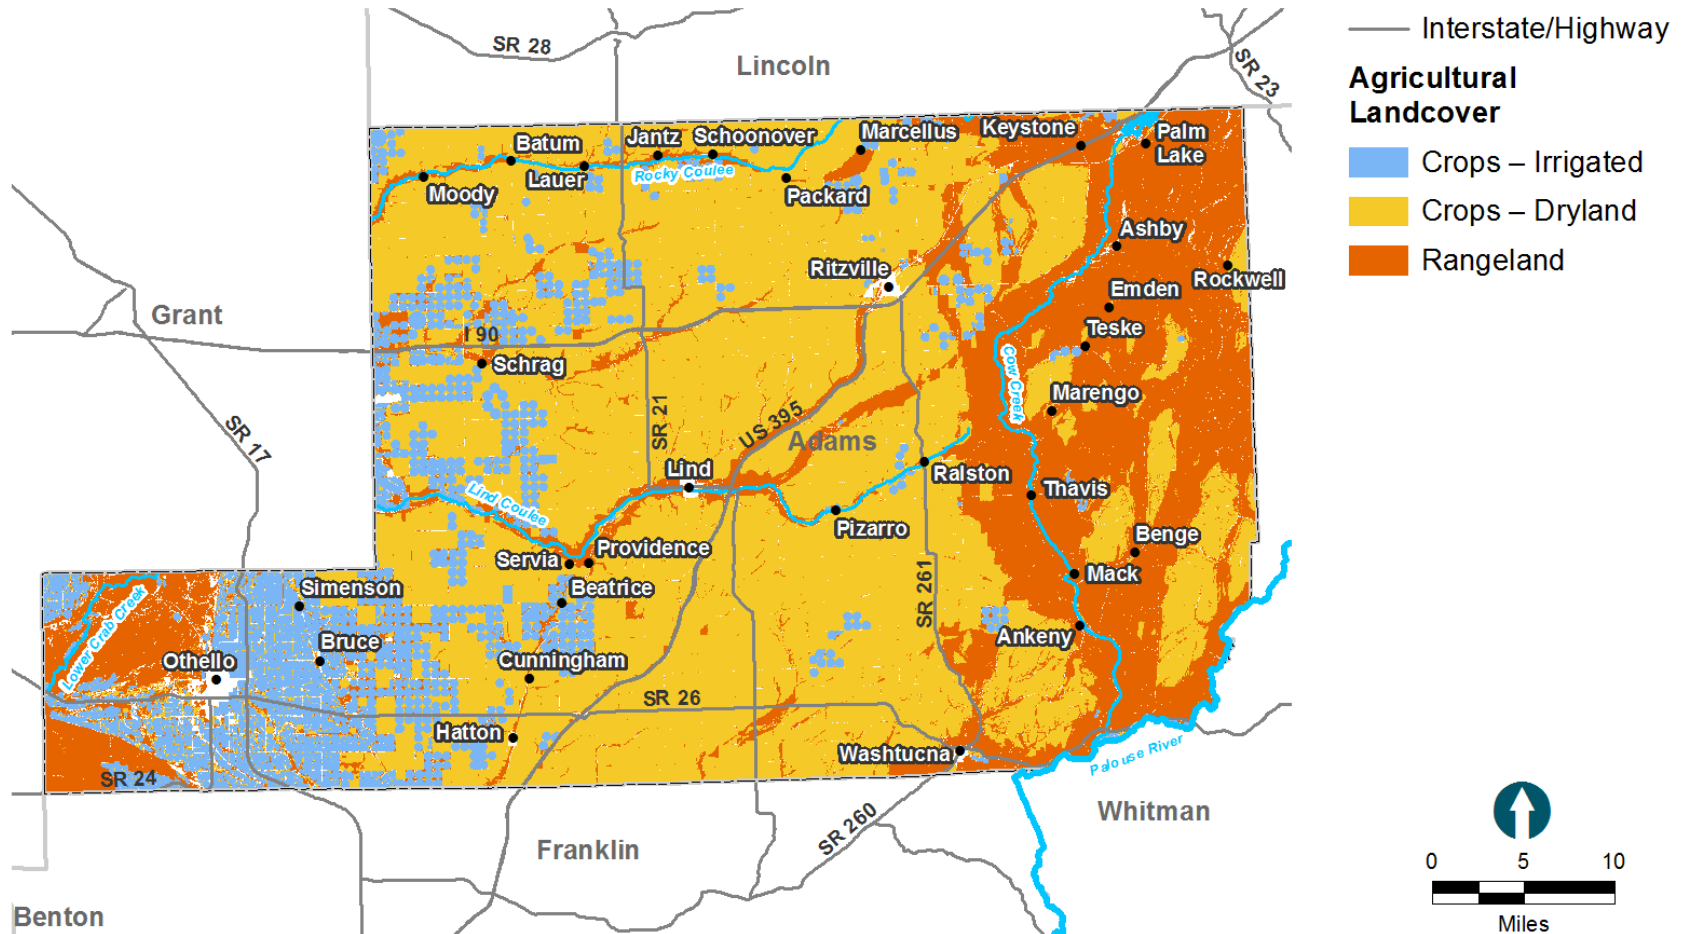 Interstate/Highway
Agricultural
Landcover
Crops – Irrigated
Crops – Dryland
Rangeland
SR 28
Lincoln
SR 23
Batum
Jantz
Schoonover
Marcellus
Keystone
Palm
Lake
Lauer
Rocky Coulee
Moody
Packard
Ashby
Ritzville
Rockwell
Emden
Grant
Teske
I 90
Schrag
Cow Creek
Marengo
SR 17
SR 21
US 395
Adams
Lind
Ralston
Lind Coulee
Thavis
Pizarro
Benge
Servia
Providence
Mack
Simenson
Beatrice
SR 261
Lower Crab Creek
Bruce
Ankeny
Othello
Cunningham
SR 26
Hatton
Washtucna
Palouse River
SR 24
Whitman
SR 260
Franklin
Benton
0 5 10
Miles